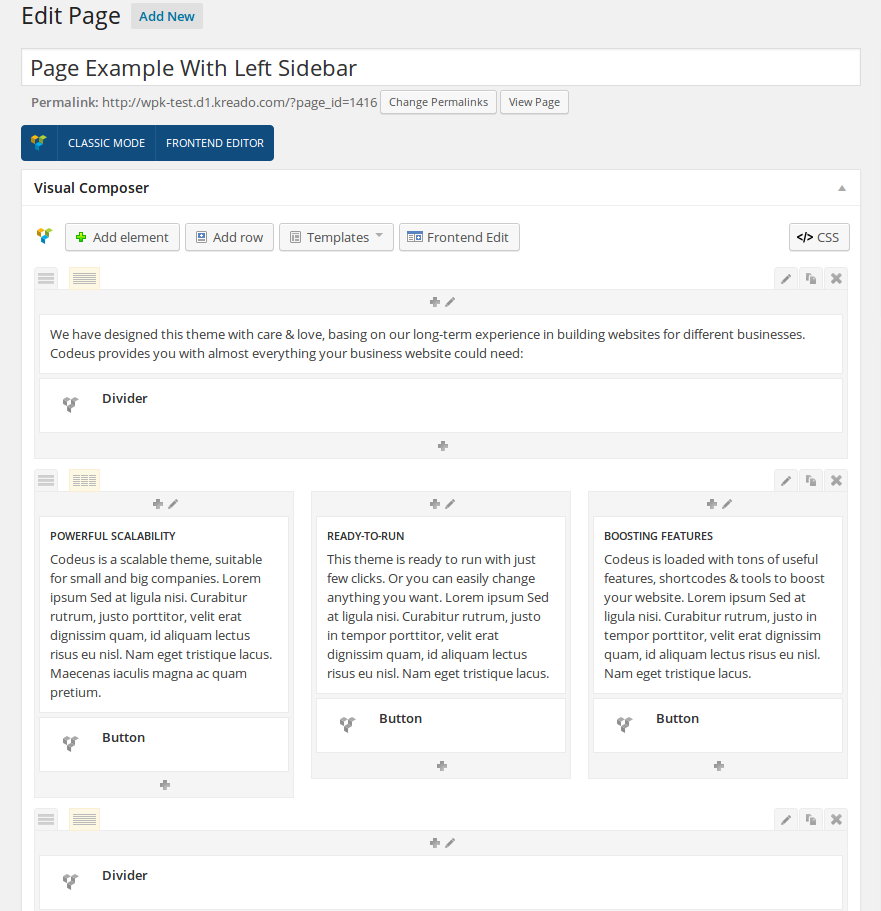 Edit Page Add New
Page Example With Left Sidebar
Permalink: http://wpk-test.d1.kreado.com/?page_id=1416 Change Permalinks View Page
CLASSIC MODE FRONTEND EDITOR
Visual Composer
Add element Add row Templates Frontend Edit </> CSS
We have designed this theme with care & love, basing on our long-term experience in building websites for different businesses.
Codeus provides you with almost everything your business website could need:
Divider
POWERFUL SCALABILITY
Codeus is a scalable theme, suitable
for small and big companies. Lorem
ipsum Sed at ligula nisi. Curabitur
rutrum, justo porttitor, velit erat
dignissim quam, id aliquam lectus
risus eu nisl. Nam eget tristique lacus.
Maecenas iaculis magna ac quam
pretium.
Button
READY-TO-RUN
This theme is ready to run with just
few clicks. Or you can easily change
anything you want. Lorem ipsum Sed
at ligula nisi. Curabitur rutrum, justo
in tempor porttitor, velit erat
dignissim quam, id aliquam lectus
risus eu nisl. Nam eget tristique lacus.
Button
BOOSTING FEATURES
Codeus is loaded with tons of useful
features, shortcodes & tools to boost
your website. Lorem ipsum Sed at
ligula nisi. Curabitur rutrum, justo in
tempor porttitor, velit erat dignissim
quam, id aliquam lectus risus eu nisl.
Nam eget tristique lacus.
Button
Divider